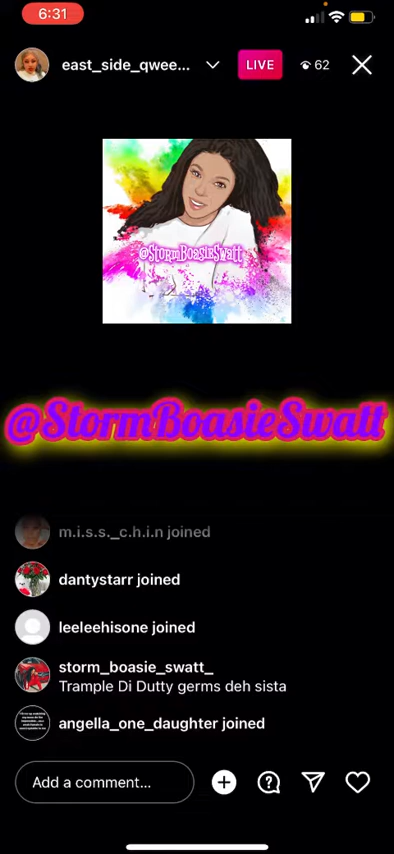 6:31
east_side_qwee...
LIVE
62
@StormBoasieSwatt
@StormBoasieSwatt
m.i.s.s._c.h.i.n joined
dantystarr joined
leeleehisone joined
storm_boasie_swatt_
Trample Di Dutty germs deh sista
angella_one_daughter joined
Add a comment...